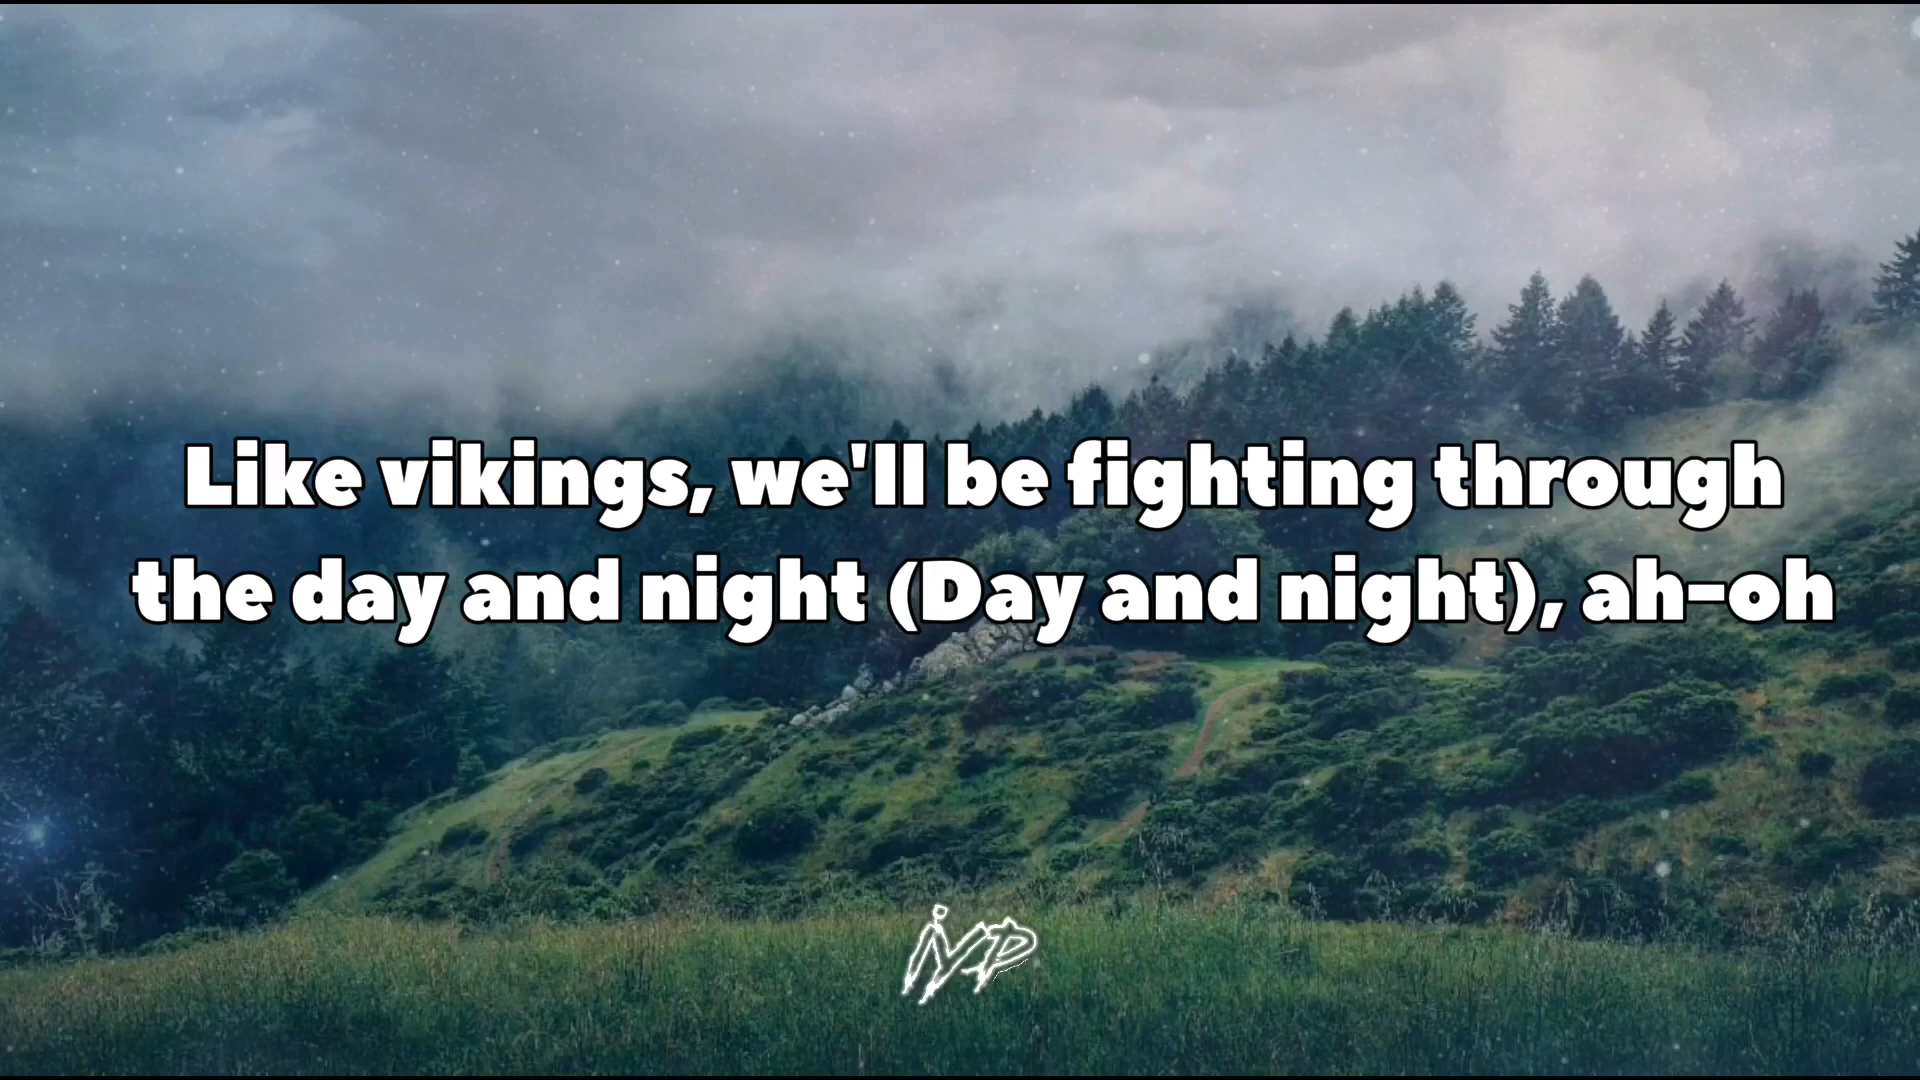 Like vikings, we'll be fighting through
the day and night (Day and night), ah-oh